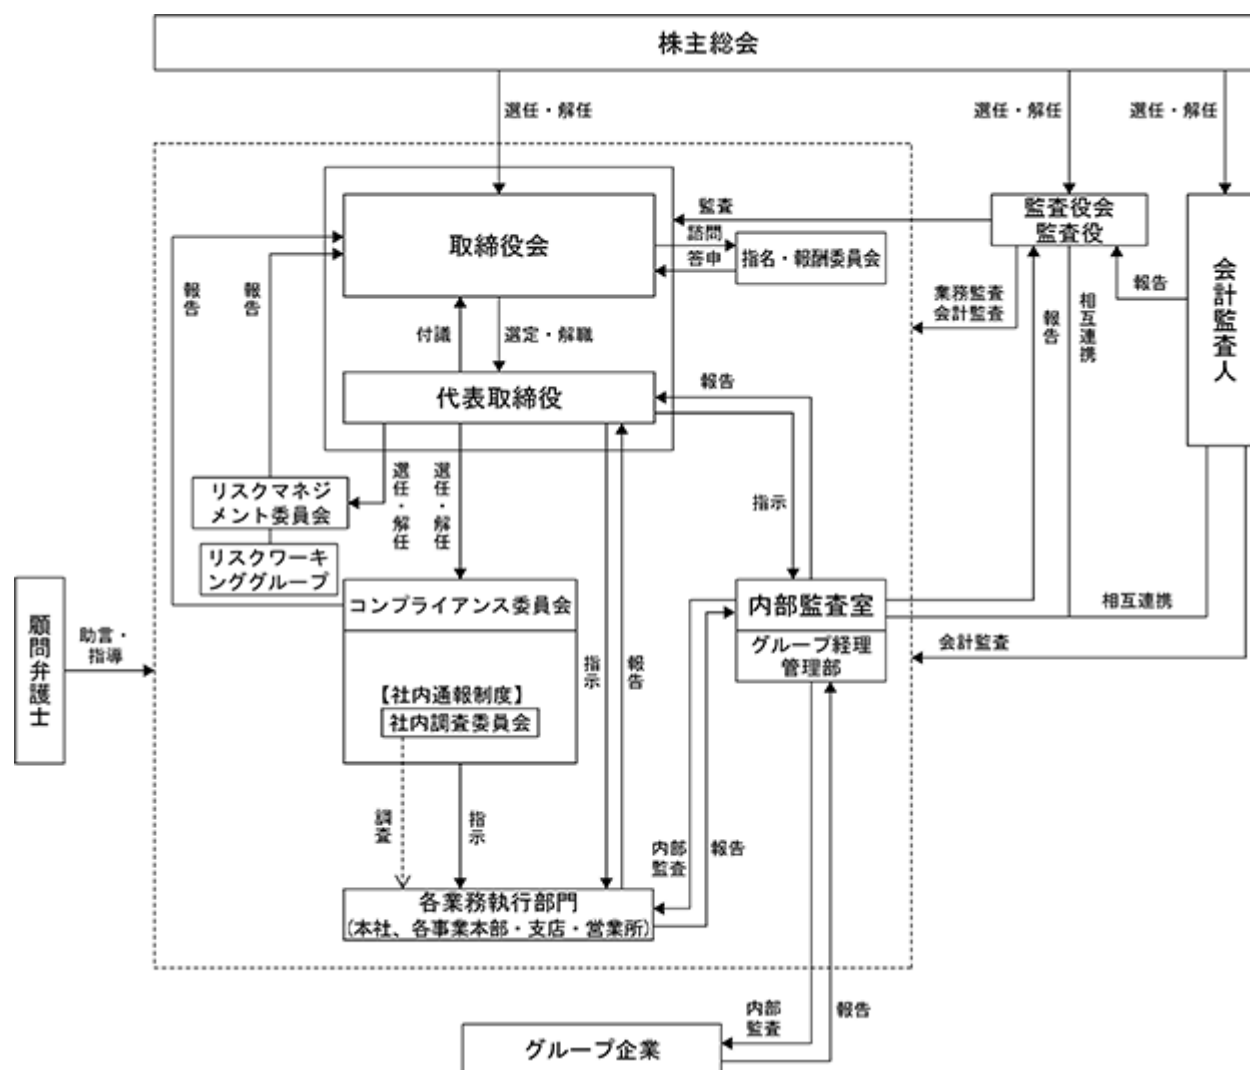 株主総会
選任・解任
選任・解任
選任・解任
監査役会
監査役
監査
取締役会
諮問
答申
指名・報酬委員会
会計監査人
報告
報告
報告
業務監査
会計監査
報告
相互連携
付議
選定・解職
代表取締役
報告
選任・解任
選任・解任
指示
リスクマネジ
メント委員会
リスクワーキ
ンググループ
コンプライアンス委員会
内部監査室
相互連携
顧問弁護士
助言・
指導
会計監査
グループ経理
管理部
指示
報告
【社内通報制度】
社内調査委員会
調査
指示
内部
監査
報告
各業務執行部門
(本社、各事業本部・支店・営業所)
内部
監査
報告
グループ企業